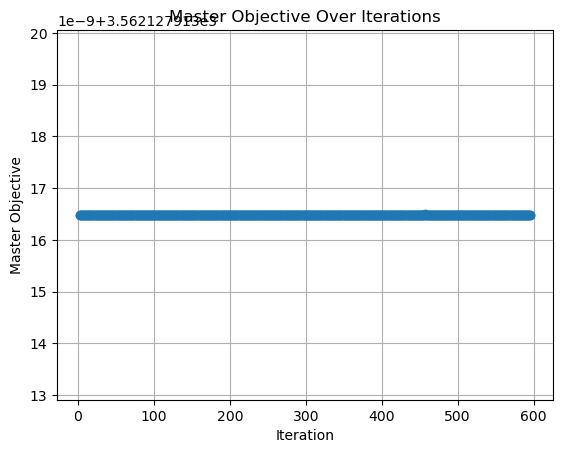 Master Objective Over Iterations
1e−9+3.562127913e3
20
19
18
17
16
15
14
13
Master Objective
0 100 200 300 400 500 600
Iteration